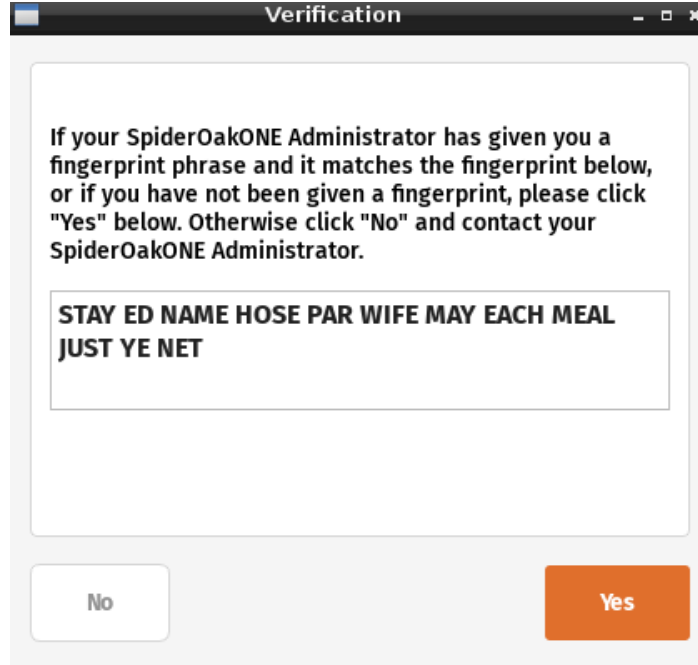 Verification
If your SpiderOakONE Administrator has given you a
fingerprint phrase and it matches the fingerprint below,
or if you have not been given a fingerprint, please click
"Yes" below. Otherwise click "No" and contact your
SpiderOakONE Administrator.
STAY ED NAME HOSE PAR WIFE MAY EACH MEAL
JUST YE NET
No
Yes